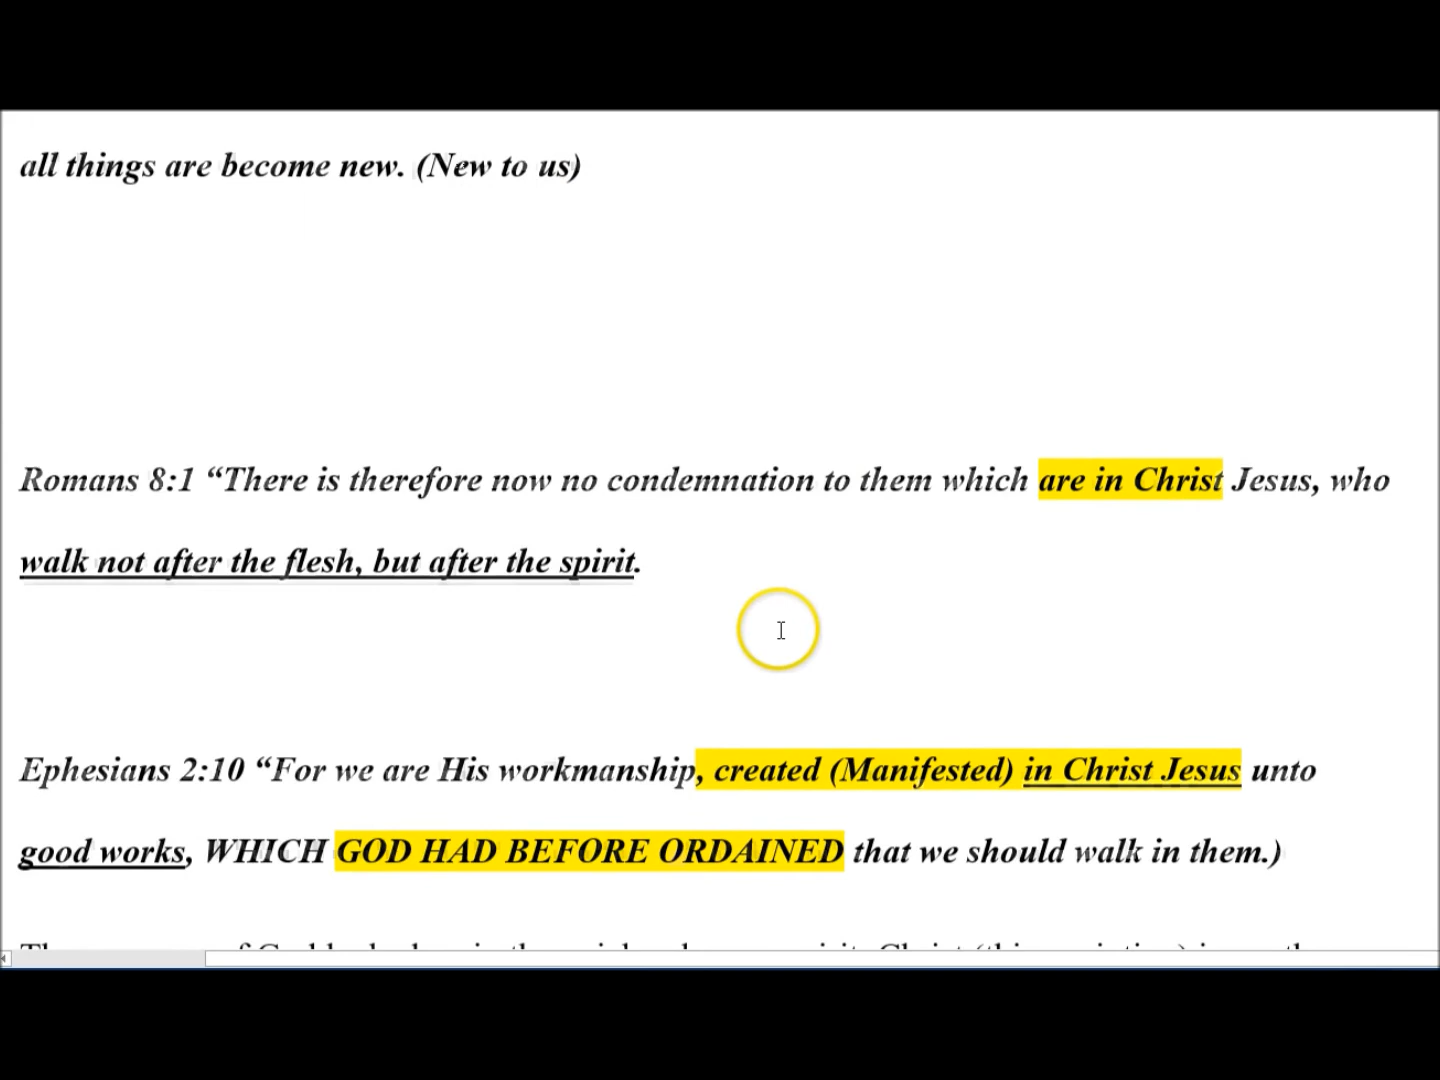 all things are become new. (New to us)
Romans 8:1 “There is therefore now no condemnation to them which are in Christ Jesus, who
walk not after the flesh, but after the spirit.
Ephesians 2:10 “For we are His workmanship, created (Manifested) in Christ Jesus unto
good works, WHICH GOD HAD BEFORE ORDAINED that we should walk in them.)